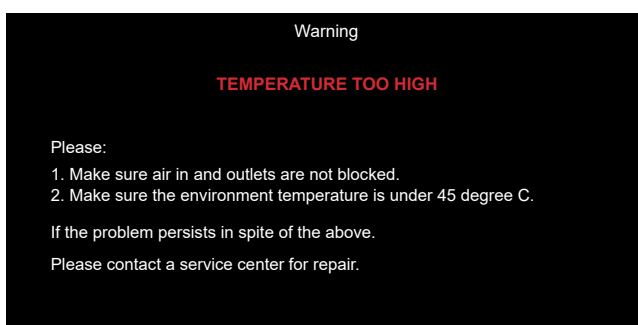 Warning
TEMPERATURE TOO HIGH
Please:
1. Make sure air in and outlets are not blocked.
2. Make sure the environment temperature is under 45 degree C.
If the problem persists in spite of the above.
Please contact a service center for repair.